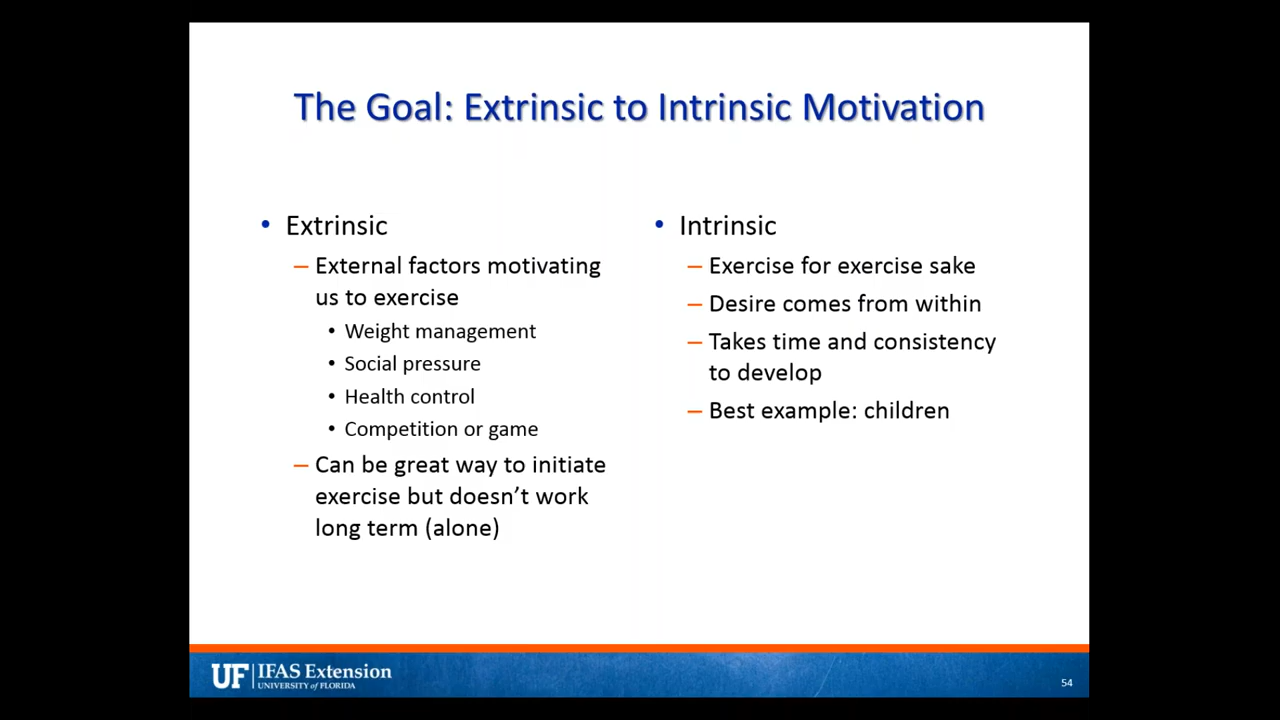 The Goal: Extrinsic to Intrinsic Motivation
• Extrinsic
– External factors motivating
us to exercise
• Weight management
• Social pressure
• Health control
• Competition or game
– Can be great way to initiate
exercise but doesn’t work
long term (alone)
• Intrinsic
– Exercise for exercise sake
– Desire comes from within
– Takes time and consistency
to develop
– Best example: children
UF IFAS Extension
UNIVERSITY of FLORIDA
54